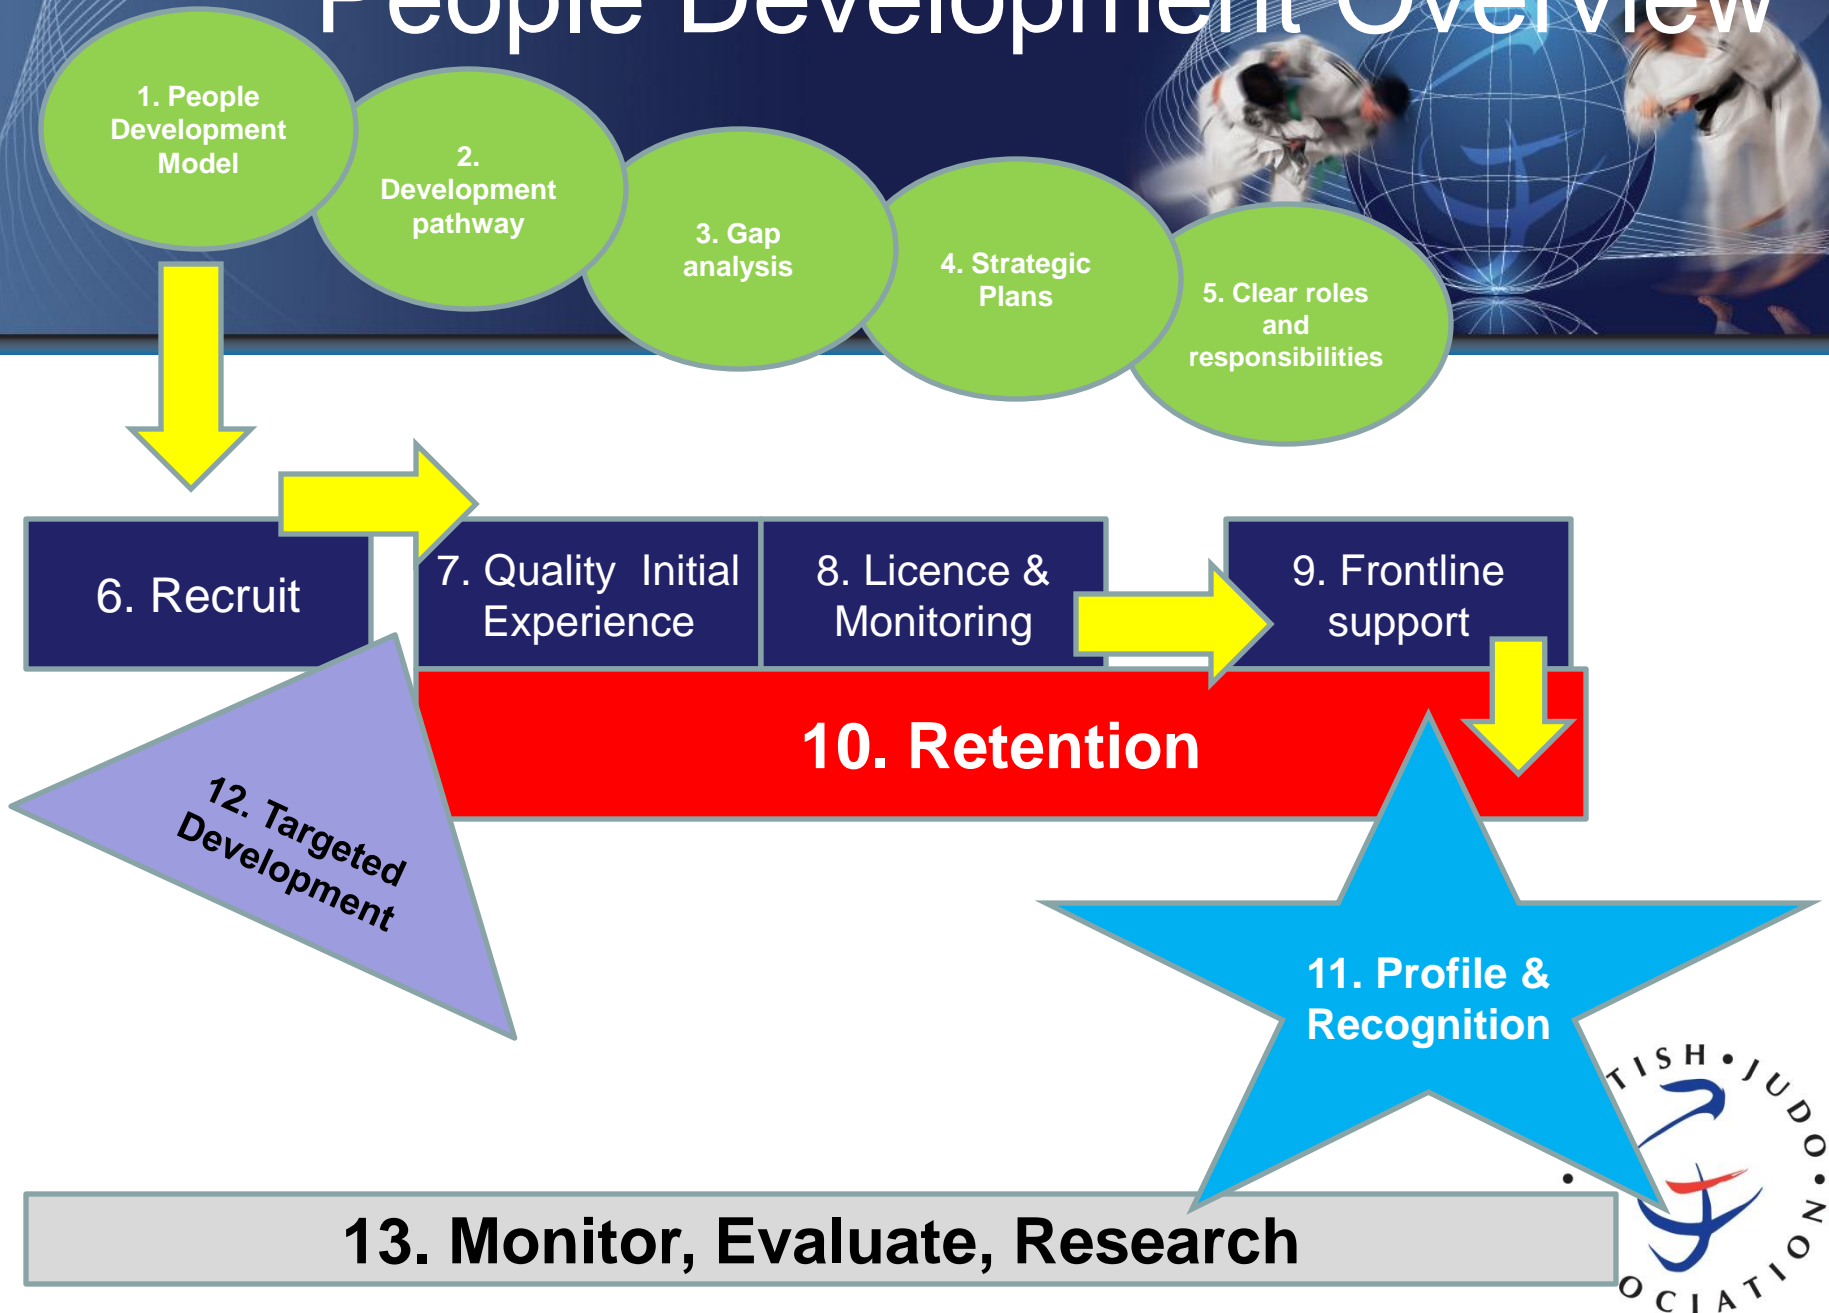 People Development Overview
1. People
Development
Model
2.
Development
pathway
3. Gap
analysis
4. Strategic
Plans
5. Clear roles
and
responsibilities
6. Recruit
7. Quality  Initial
Experience
8. Licence &
Monitoring
9. Frontline
support
10. Retention
12. Targeted
Development
11. Profile &
Recognition
TISH • JUDO •
OCIATION
13. Monitor, Evaluate, Research